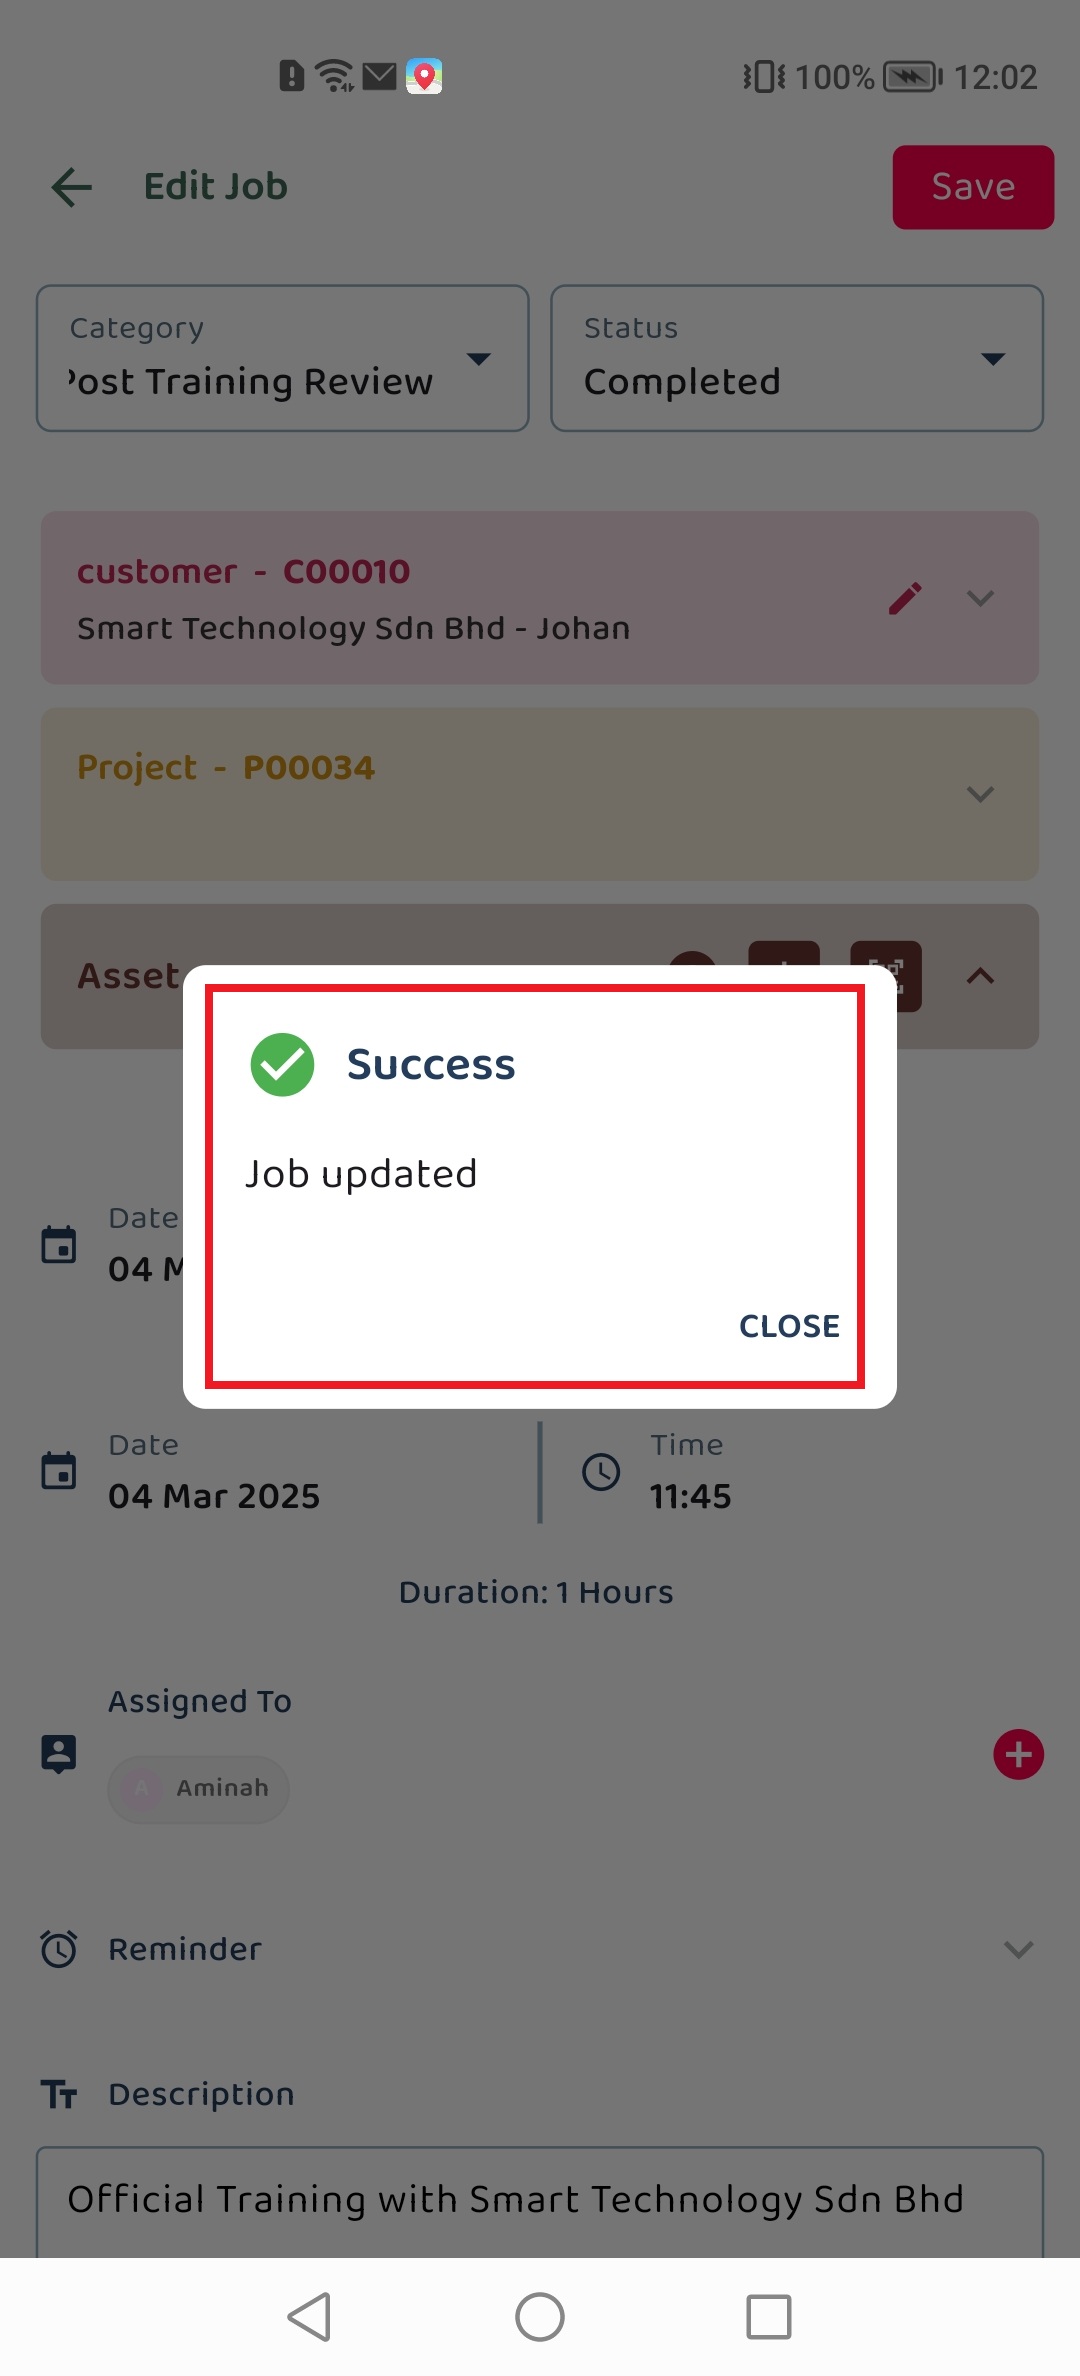 100% 12:02
Edit Job
Save
Category
Post Training Review
Status
Completed
customer - C00010
Smart Technology Sdn Bhd - Johan
Project - P00034
Asset
Success
Job updated
CLOSE
Date
04 M
Date
04 Mar 2025
Time
11:45
Duration: 1 Hours
Assigned To
A Aminah
Reminder
Description
Official Training with Smart Technology Sdn Bhd